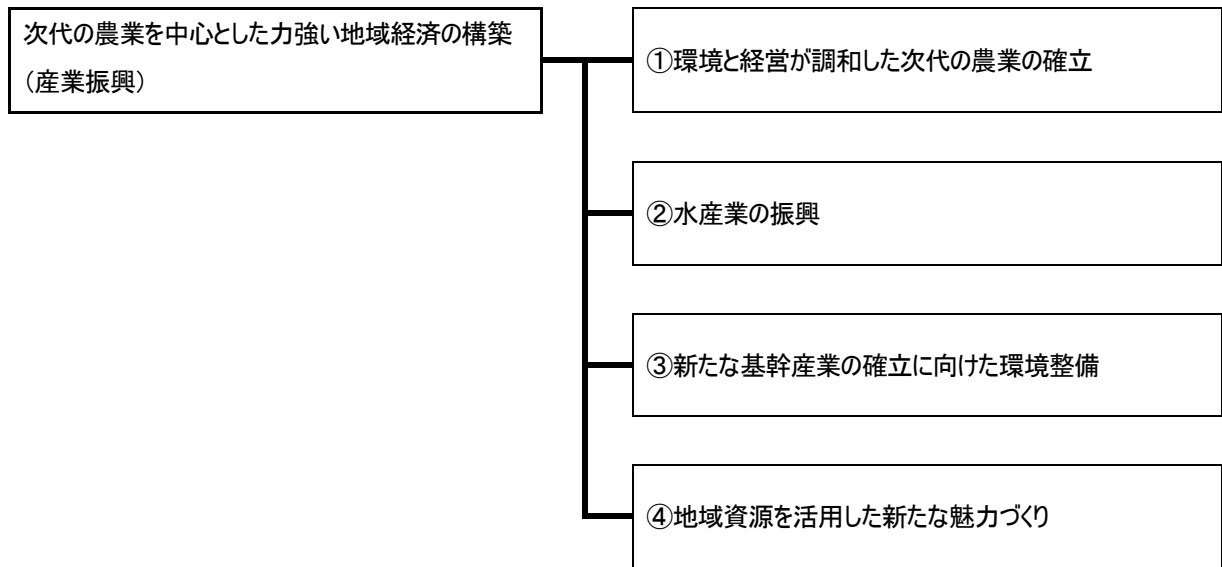 次代の農業を中心とした力強い地域経済の構築
（産業振興）
①環境と経営が調和した次代の農業の確立
②水産業の振興
③新たな基幹産業の確立に向けた環境整備
④地域資源を活用した新たな魅力づくり